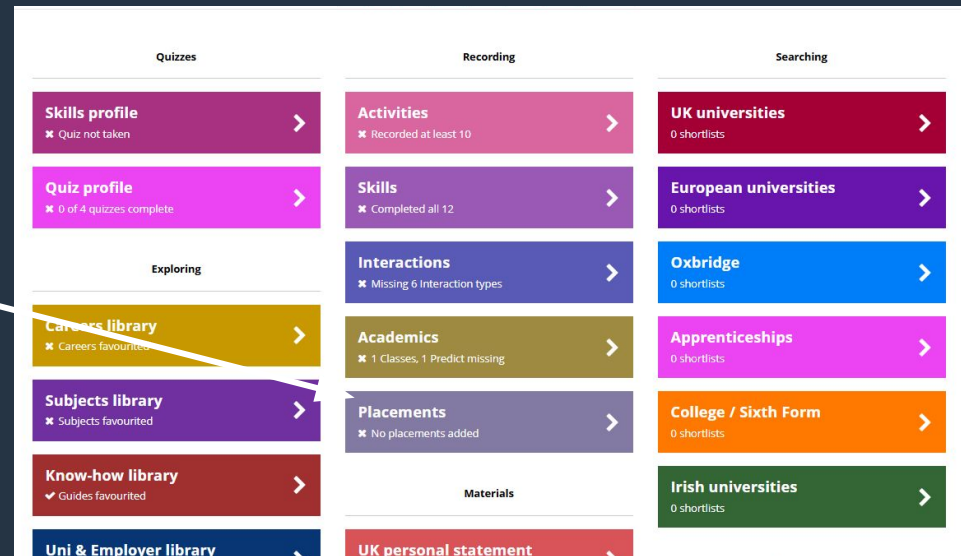 Quizzes
Skills profile
✖ Quiz not taken
Quiz profile
✖ 0 of 4 quizzes complete
Exploring
Careers library
✖ Careers favourited
Subjects library
✖ Subjects favourited
Know-how library
✔ Guides favourited
Uni & Employer library
Recording
Activities
✖ Recorded at least 10
Skills
✖ Completed all 12
Interactions
✖ Missing 6 Interaction types
Academics
✖ 1 Classes, 1 Predict missing
Placements
✖ No placements added
Materials
UK personal statement
Searching
UK universities
0 shortlists
European universities
0 shortlists
Oxbridge
0 shortlists
Apprenticeships
0 shortlists
College / Sixth Form
0 shortlists
Irish universities
0 shortlists